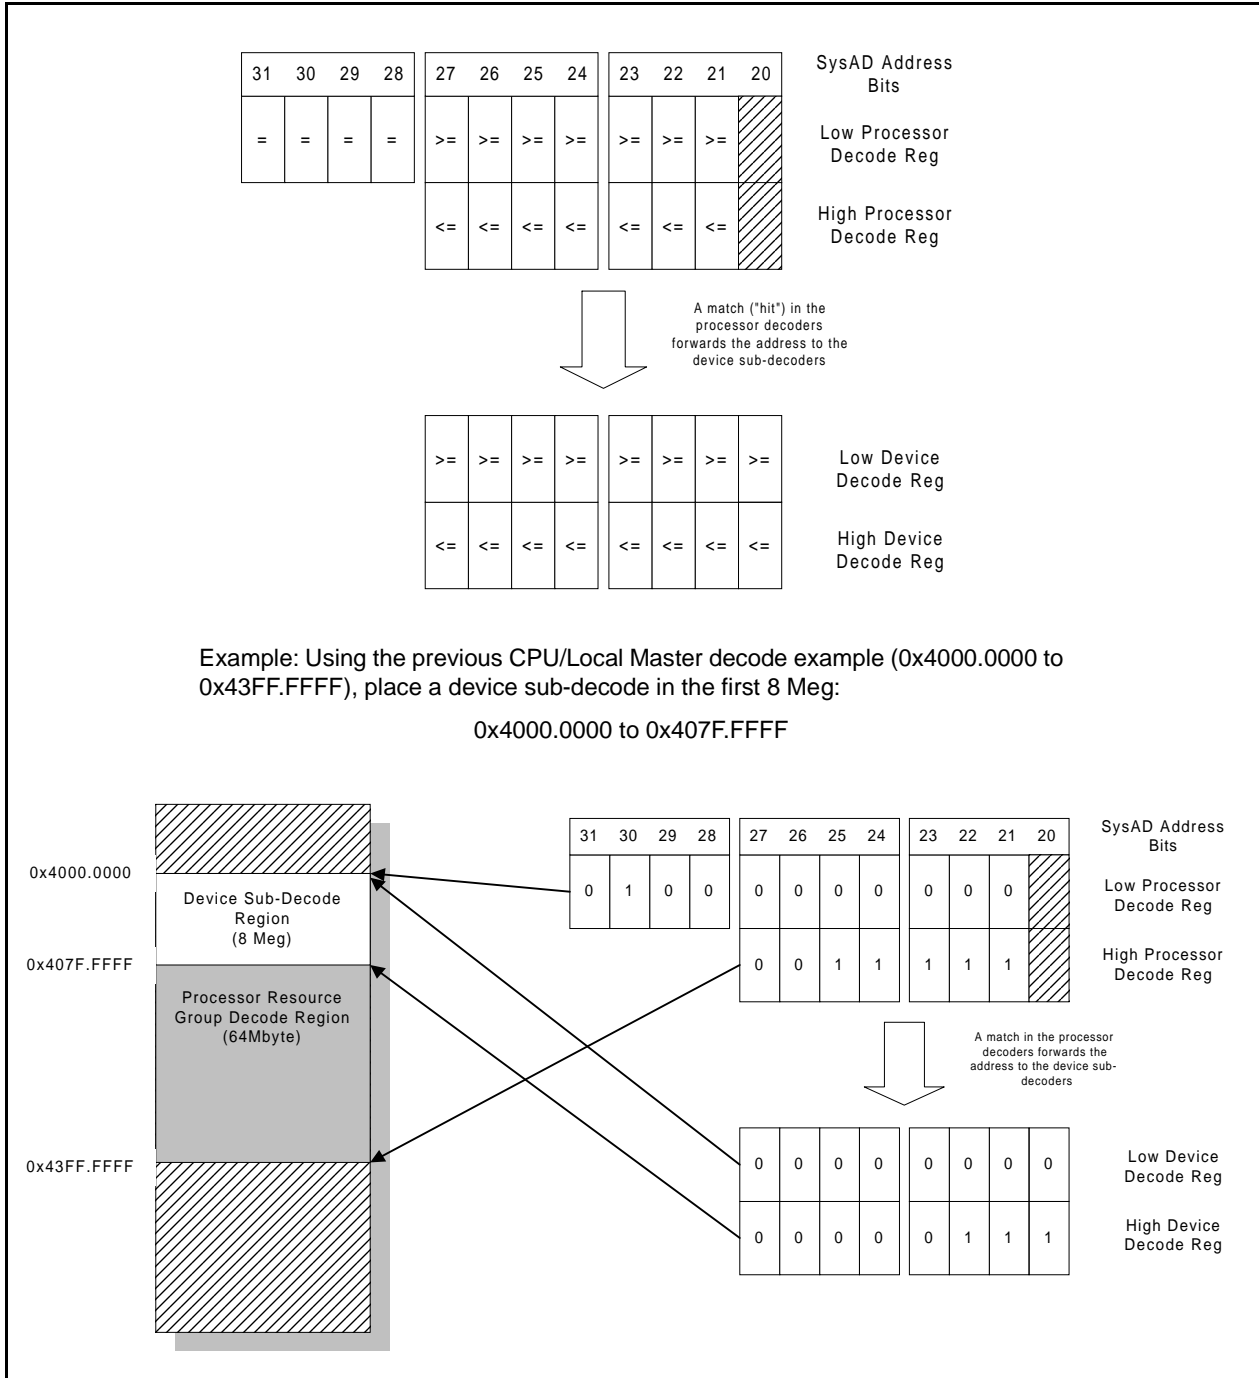 31 30 29 28 27 26 25 24 23 22 21 20
SysAD Address
Bits
= = = = >= >= >= >= >= >= >=
Low Processor
Decode Reg
<= <= <= <= <= <= <=
High Processor
Decode Reg
A match ("hit") in the
processor decoders
forwards the address to the
device sub-decoders
>= >= >= >= >= >= >= >=
Low Device
Decode Reg
<= <= <= <= <= <= <= <=
High Device
Decode Reg
Example: Using the previous CPU/Local Master decode example (0x4000.0000 to
0x43FF.FFFF), place a device sub-decode in the first 8 Meg:
0x4000.0000 to 0x407F.FFFF
0x4000.0000
Device Sub-Decode
Region
(8 Meg)
0x407F.FFFF
Processor Resource
Group Decode Region
(64Mbyte)
0x43FF.FFFF
31 30 29 28 27 26 25 24 23 22 21 20
SysAD Address
Bits
0 1 0 0 0 0 0 0 0 0 0
Low Processor
Decode Reg
0 0 1 1 1 1 1
High Processor
Decode Reg
A match in the processor
decoders forwards the
address to the device sub-
decoders
0 0 0 0 0 0 0 0
Low Device
Decode Reg
0 0 0 0 0 1 1 1
High Device
Decode Reg